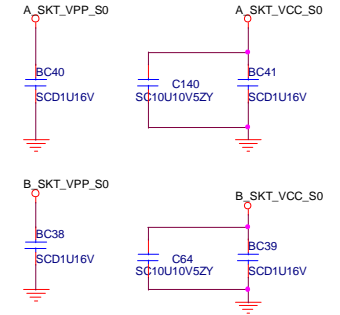 A_SKT_VPP_S0
A_SKT_VCC_S0
BC40
SCD1U16V
C140
SC10U10V5ZY
BC41
SCD1U16V
B_SKT_VPP_S0
B_SKT_VCC_S0
BC38
SCD1U16V
C64
SC10U10V5ZY
BC39
SCD1U16V